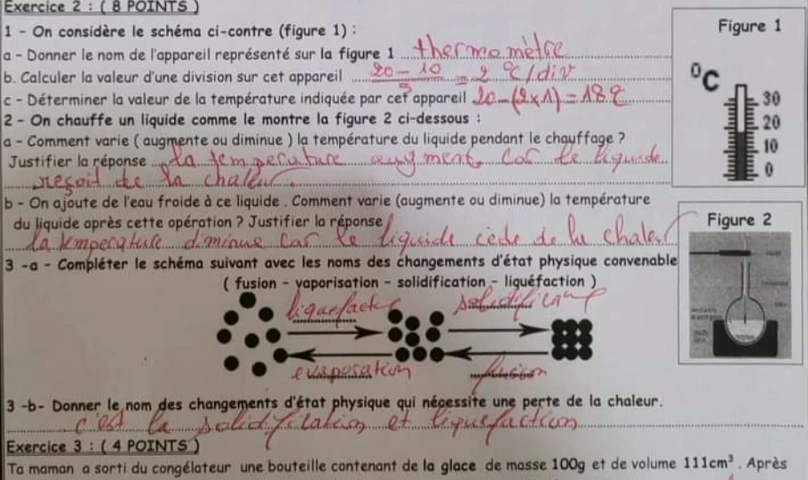 Exercice 2 : ( 8 POINTS )
1 - On considère le schéma ci-contre (figure 1) :
Figure 1
a - Donner le nom de l'appareil représenté sur la figure 1 thermomètre
b. Calculer la valeur d'une division sur cet appareil 20 - 10 / 5 = 2 °C/div
°C
c - Déterminer la valeur de la température indiquée par cet appareil 20-(2x1) = 18 °C
30
20
10
0
2 - On chauffe un liquide comme le montre la figure 2 ci-dessous :
a - Comment varie ( augmente ou diminue ) la température du liquide pendant le chauffage ?
Justifier la réponse la température augmente car le liquide
reçoit de la chaleur.
b - On ajoute de l'eau froide à ce liquide . Comment varie (augmente ou diminue) la température
du liquide après cette opération ? Justifier la réponse
Figure 2
la température diminue car le liquide cède de la chaleur
3 -a - Compléter le schéma suivant avec les noms des changements d'état physique convenable
( fusion - vaporisation - solidification - liquéfaction )
liquefaction solidification
evaporation fusion
3 -b- Donner le nom des changements d'état physique qui nécessite une perte de la chaleur.
c'est la solidification et liquefaction
Exercice 3 : ( 4 POINTS )
Ta maman a sorti du congélateur une bouteille contenant de la glace de masse 100g et de volume 111cm³ . Après